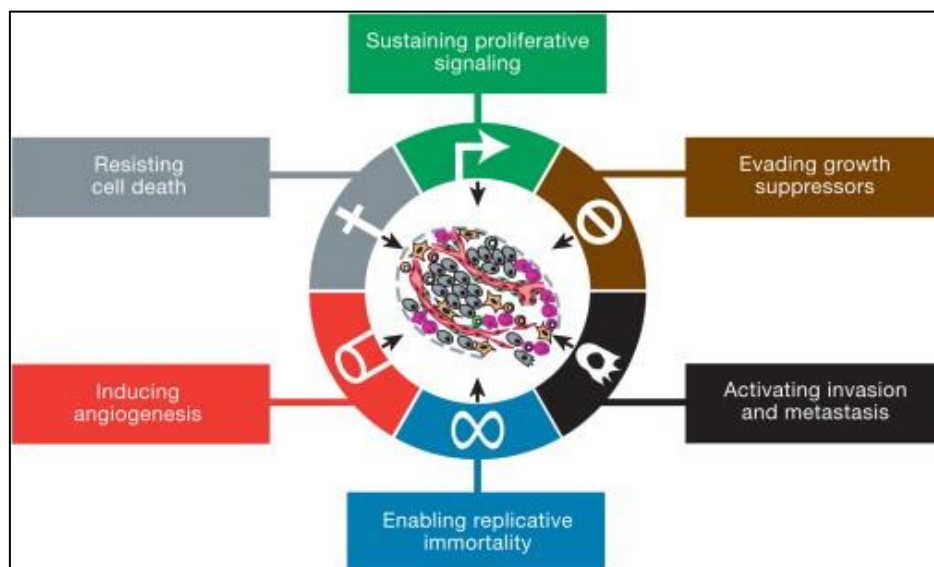 Sustaining proliferative
signaling
Resisting
cell death
Evading growth
suppressors
Inducing
angiogenesis
Activating invasion
and metastasis
Enabling replicative
immortality